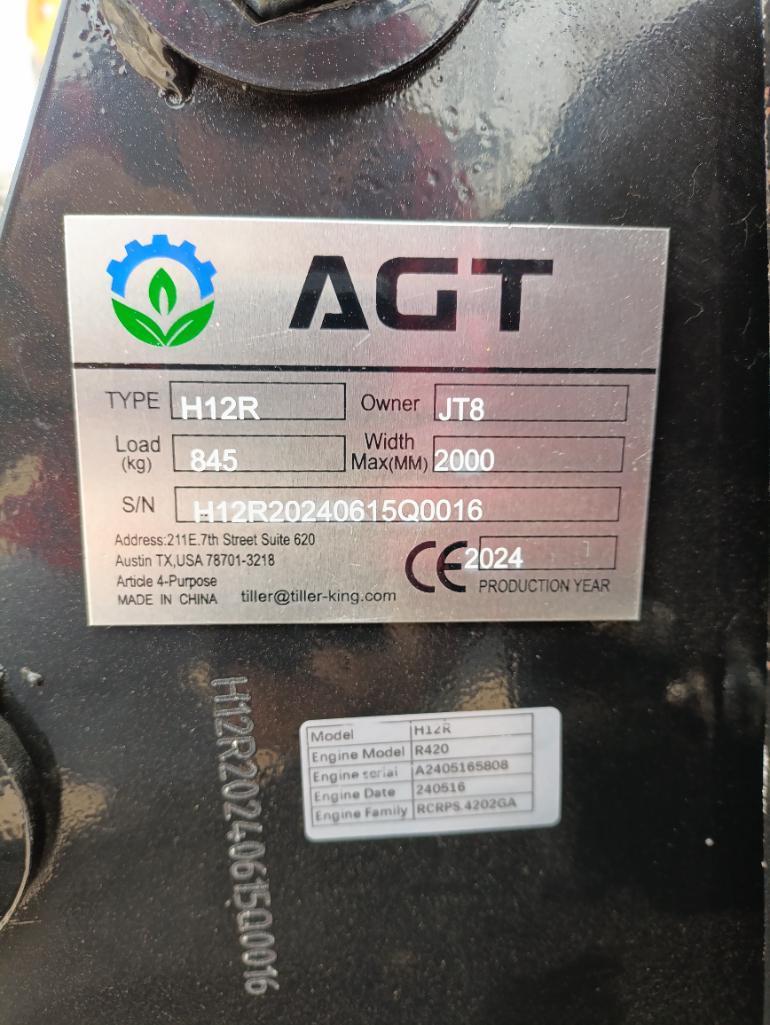 AGT
TYPE H12R Owner JT8
Load (kg) 845 Width Max(MM) 2000
S/N H12R20240615Q0016
Address:211E.7th Street Suite 620
Austin TX,USA 78701-3218
Article 4-Purpose
MADE IN CHINA tiller@tiller-king.com
CE 2024
PRODUCTION YEAR
H12R20240615Q0016
Model H12R
Engine Model R420
Engine serial A2405165808
Engine Date 240516
Engine Family RCRPS.4202GA